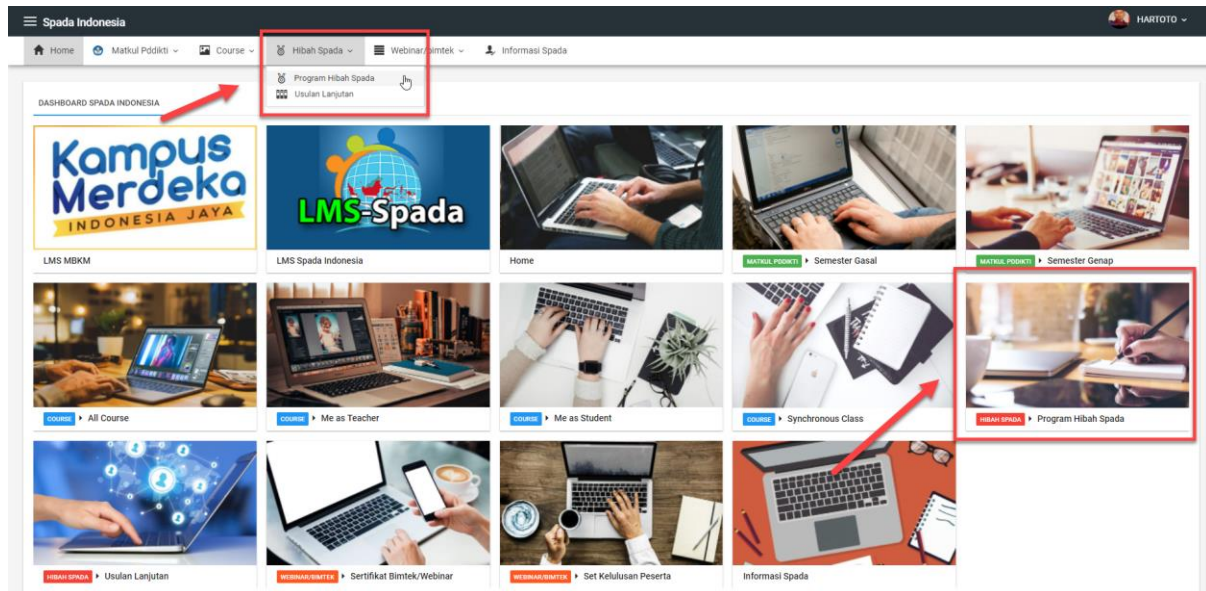 Spada Indonesia
HARTOTO
Home
Matkul Pddikti
Course
Hibah Spada
Webinar/bimtek
Informasi Spada
Program Hibah Spada
Usulan Lanjutan
DASHBOARD SPADA INDONESIA
Kampus
Merdeka
INDONESIA JAYA
LMS-Spada
LMS MBKM
LMS Spada Indonesia
Home
MATKUL PDDIKTI Semester Gasal
MATKUL PDDIKTI Semester Genap
COURSE All Course
COURSE Me as Teacher
COURSE Me as Student
COURSE Synchronous Class
HIBAH SPADA Program Hibah Spada
HIBAH SPADA Usulan Lanjutan
WEBINAR/BIMTEK Sertifikat Bimtek/Webinar
WEBINAR/BIMTEK Set Kelulusan Peserta
Informasi Spada